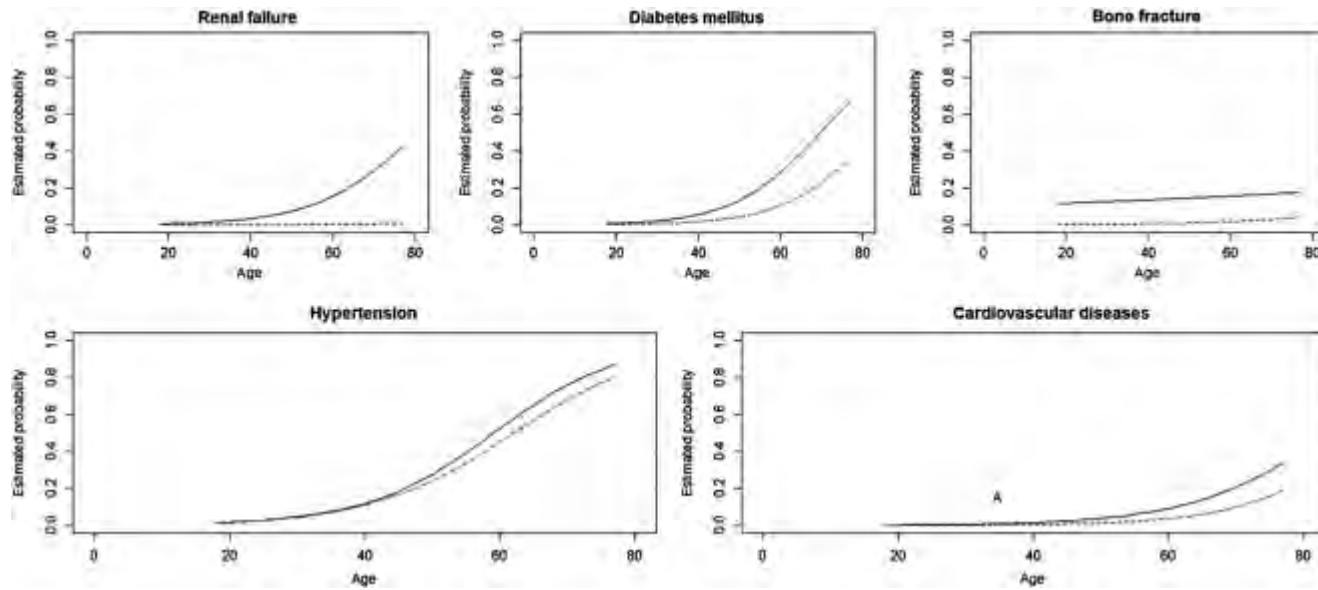 Renal failure
Estimated probability
0.0 0.2 0.4 0.6 0.8 1.0
0 20 40 60 80
Age
Diabetes mellitus
Estimated probability
0.0 0.2 0.4 0.6 0.8 1.0
0 20 40 60 80
Age
Bone fracture
Estimated probability
0.0 0.2 0.4 0.6 0.8 1.0
0 20 40 60 80
Age
Hypertension
Estimated probability
0.0 0.2 0.4 0.6 0.8 1.0
0 20 40 60 80
Age
Cardiovascular diseases
Estimated probability
0.0 0.2 0.4 0.6 0.8 1.0
A
0 20 40 60 80
Age